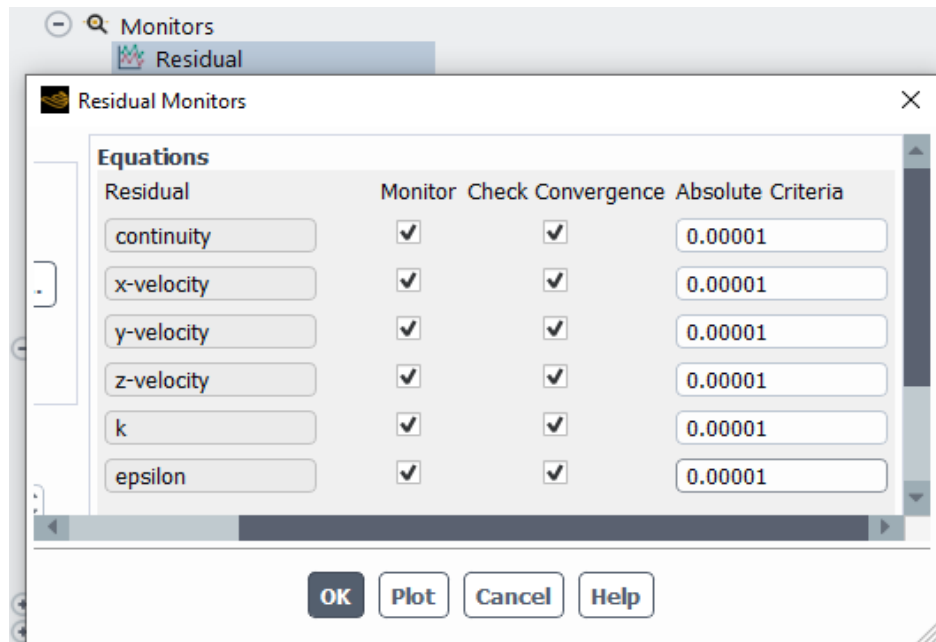 Monitors
Residual
Residual Monitors
Equations
Residual Monitor Check Convergence Absolute Criteria
continuity 0.00001
x-velocity 0.00001
y-velocity 0.00001
z-velocity 0.00001
k 0.00001
epsilon 0.00001
OK Plot Cancel Help